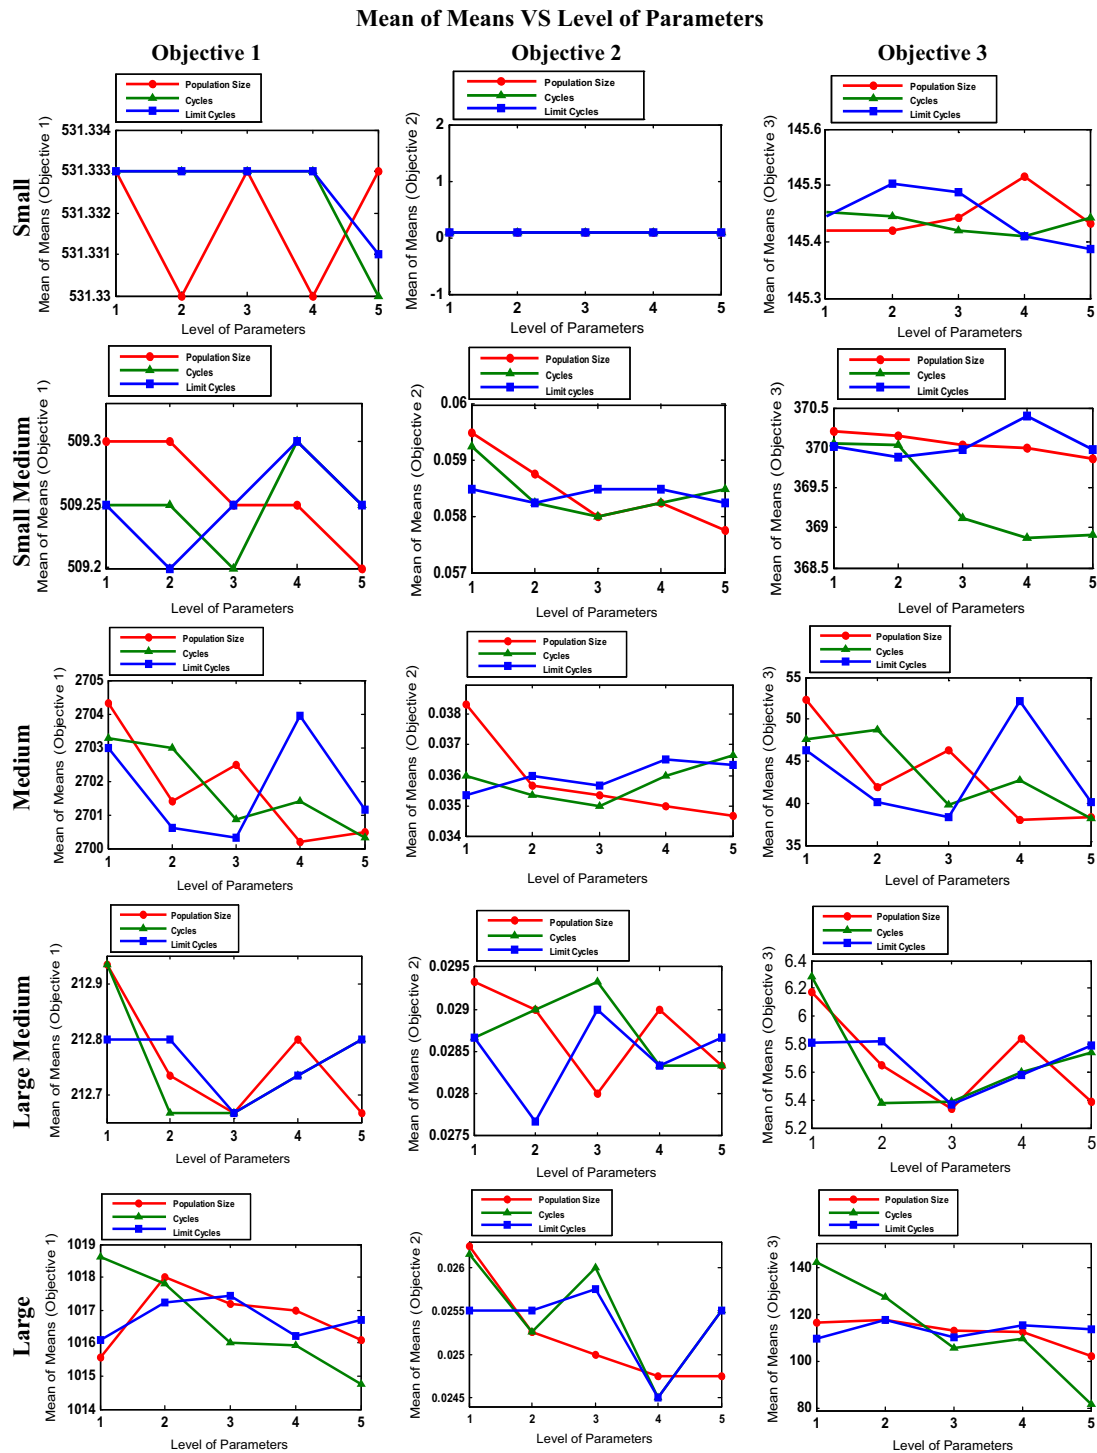 Mean of Means VS Level of Parameters
Objective 1
Objective 2
Objective 3
Small
Population Size
Cycles
Limit Cycles
Mean of Means (Objective 1)
531.334
531.333
531.332
531.331
531.33
1 2 3 4 5
Level of Parameters
Population Size
Cycles
Limit Cycles
Mean of Means (Objective 2)
2
1
0
-1
1 2 3 4 5
Level of Parameters
Population Size
Cycles
Limit Cycles
Mean of Means (Objective 3)
145.6
145.5
145.4
145.3
1 2 3 4 5
Level of Parameters
Small Medium
Population Size
Cycles
Limit Cycles
Mean of Means (Objective 1)
509.3
509.25
509.2
1 2 3 4 5
Level of Parameters
Population Size
Cycles
Limit cycles
Mean of Means (Objective 2)
0.06
0.059
0.058
0.057
1 2 3 4 5
Level of Parameters
Population Size
Cycles
Limit Cycles
Mean of Means (Objective 3)
370.5
370
369.5
369
368.5
1 2 3 4 5
Level of Parameters
Medium
Population Size
Cycles
Limit Cycles
Mean of Means (Objective 1)
2705
2704
2703
2702
2701
2700
1 2 3 4 5
Level of Parameters
Population Size
Cycles
Limit Cycles
Mean of Means (Objective 2)
0.038
0.037
0.036
0.035
0.034
1 2 3 4 5
Level of Parameters
Population Size
Cycles
Limit Cycles
Mean of Means (Objective 3)
55
50
45
40
35
1 2 3 4 5
Level of Parameters
Large Medium
Population Size
Cycles
Limit Cycles
Mean of Means (Objective 1)
212.9
212.8
212.7
1 2 3 4 5
Level of Parameters
Population Size
Cycles
Limit Cycles
Mean of Means (Objective 2)
0.0295
0.029
0.0285
0.028
0.0275
1 2 3 4 5
Level of Parameters
Population Size
Cycles
Limit Cycles
Mean of Means (Objective 3)
6.4
6.2
6
5.8
5.6
5.4
5.2
1 2 3 4 5
Level of Parameters
Large
Population Size
Cycles
Limit Cycles
Mean of Means (Objective 1)
1019
1018
1017
1016
1015
1014
1 2 3 4 5
Level of Parameters
Population Size
Cycles
Limit Cycles
Mean of Means (Objective 2)
0.026
0.0255
0.025
0.0245
1 2 3 4 5
Level of Parameters
Population Size
Cycles
Limit Cycles
Mean of Means (Objective 3)
140
120
100
80
1 2 3 4 5
Level of Parameters